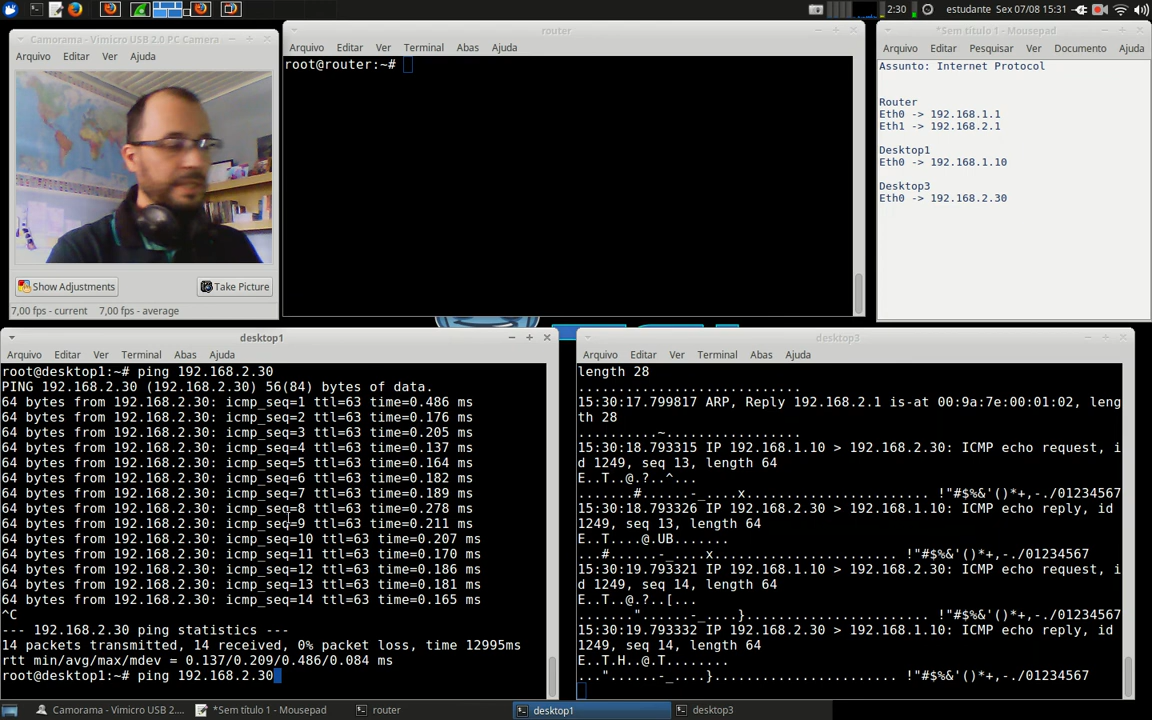 2:30
estudante
Sex 07/08 15:31
Camorama - Vimicro USB 2.0 PC Camera
Arquivo Editar Ver Ajuda
Show Adjustments
Take Picture
7,00 fps - current 7,00 fps - average
router
Arquivo Editar Ver Terminal Abas Ajuda
root@router:~#
*Sem título 1 - Mousepad
Arquivo Editar Pesquisar Ver Documento Ajuda
Assunto: Internet Protocol
Router
Eth0 -> 192.168.1.1
Eth1 -> 192.168.2.1
Desktop1
Eth0 -> 192.168.1.10
Desktop3
Eth0 -> 192.168.2.30
desktop1
Arquivo Editar Ver Terminal Abas Ajuda
root@desktop1:~# ping 192.168.2.30
PING 192.168.2.30 (192.168.2.30) 56(84) bytes of data.
64 bytes from 192.168.2.30: icmp_seq=1 ttl=63 time=0.486 ms
64 bytes from 192.168.2.30: icmp_seq=2 ttl=63 time=0.176 ms
64 bytes from 192.168.2.30: icmp_seq=3 ttl=63 time=0.205 ms
64 bytes from 192.168.2.30: icmp_seq=4 ttl=63 time=0.137 ms
64 bytes from 192.168.2.30: icmp_seq=5 ttl=63 time=0.164 ms
64 bytes from 192.168.2.30: icmp_seq=6 ttl=63 time=0.182 ms
64 bytes from 192.168.2.30: icmp_seq=7 ttl=63 time=0.189 ms
64 bytes from 192.168.2.30: icmp_seq=8 ttl=63 time=0.278 ms
64 bytes from 192.168.2.30: icmp_seq=9 ttl=63 time=0.211 ms
64 bytes from 192.168.2.30: icmp_seq=10 ttl=63 time=0.207 ms
64 bytes from 192.168.2.30: icmp_seq=11 ttl=63 time=0.170 ms
64 bytes from 192.168.2.30: icmp_seq=12 ttl=63 time=0.186 ms
64 bytes from 192.168.2.30: icmp_seq=13 ttl=63 time=0.181 ms
64 bytes from 192.168.2.30: icmp_seq=14 ttl=63 time=0.165 ms
^C
--- 192.168.2.30 ping statistics ---
14 packets transmitted, 14 received, 0% packet loss, time 12995ms
rtt min/avg/max/mdev = 0.137/0.209/0.486/0.084 ms
root@desktop1:~# ping 192.168.2.30
desktop3
Arquivo Editar Ver Terminal Abas Ajuda
length 28
............................
15:30:17.799817 ARP, Reply 192.168.2.1 is-at 00:9a:7e:00:01:02, leng
th 28
..........~.................
15:30:18.793315 IP 192.168.1.10 > 192.168.2.30: ICMP echo request, i
d 1249, seq 13, length 64
E..T..@.?..^...
.......#......-_....x...................... !"#$%&'()*+,-./01234567
15:30:18.793326 IP 192.168.2.30 > 192.168.1.10: ICMP echo reply, id
1249, seq 13, length 64
E..T....@.UB.......
...#......-_....x...................... !"#$%&'()*+,-./01234567
15:30:19.793321 IP 192.168.1.10 > 192.168.2.30: ICMP echo request, i
d 1249, seq 14, length 64
E..T..@.?..[...
.......".....-_....}...................... !"#$%&'()*+,-./01234567
15:30:19.793332 IP 192.168.2.30 > 192.168.1.10: ICMP echo reply, id
1249, seq 14, length 64
E..T.H..@.T........
..."......-_....}...................... !"#$%&'()*+,-./01234567
Camorama - Vimicro USB 2....
*Sem título 1 - Mousepad
router
desktop1
desktop3